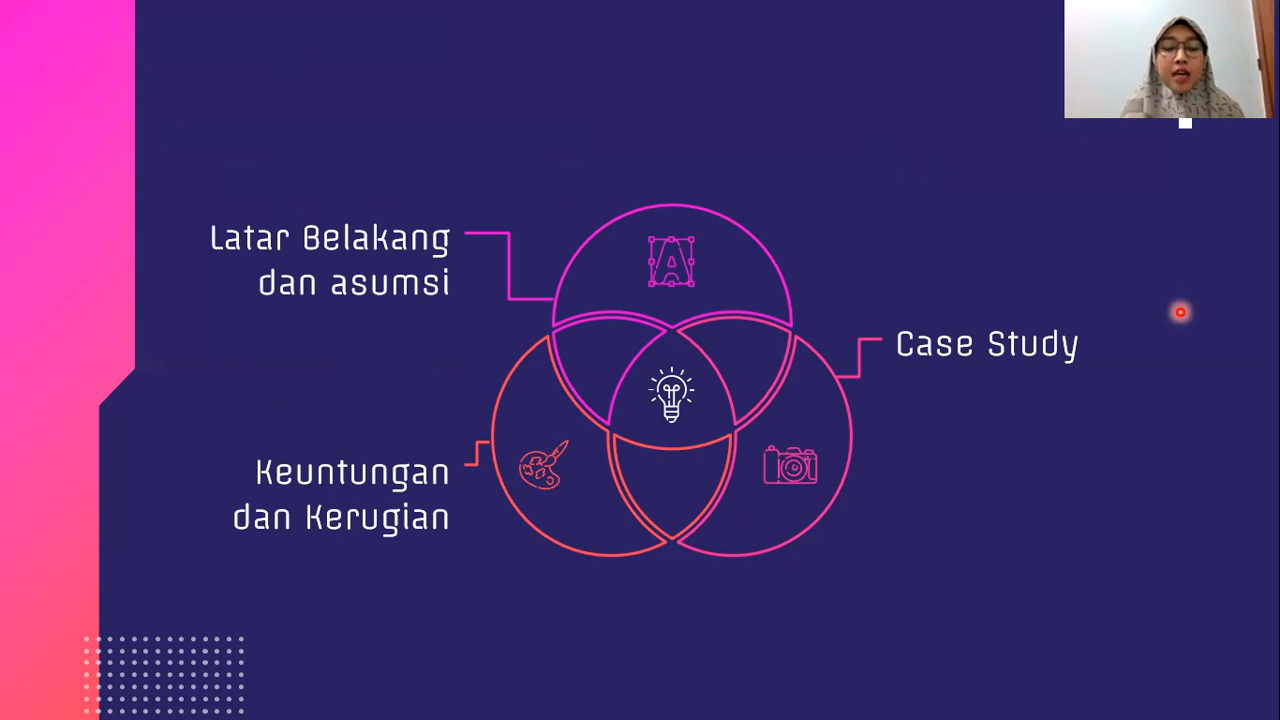 Latar Belakang
dan asumsi
Case Study
Keuntungan
dan Kerugian
A